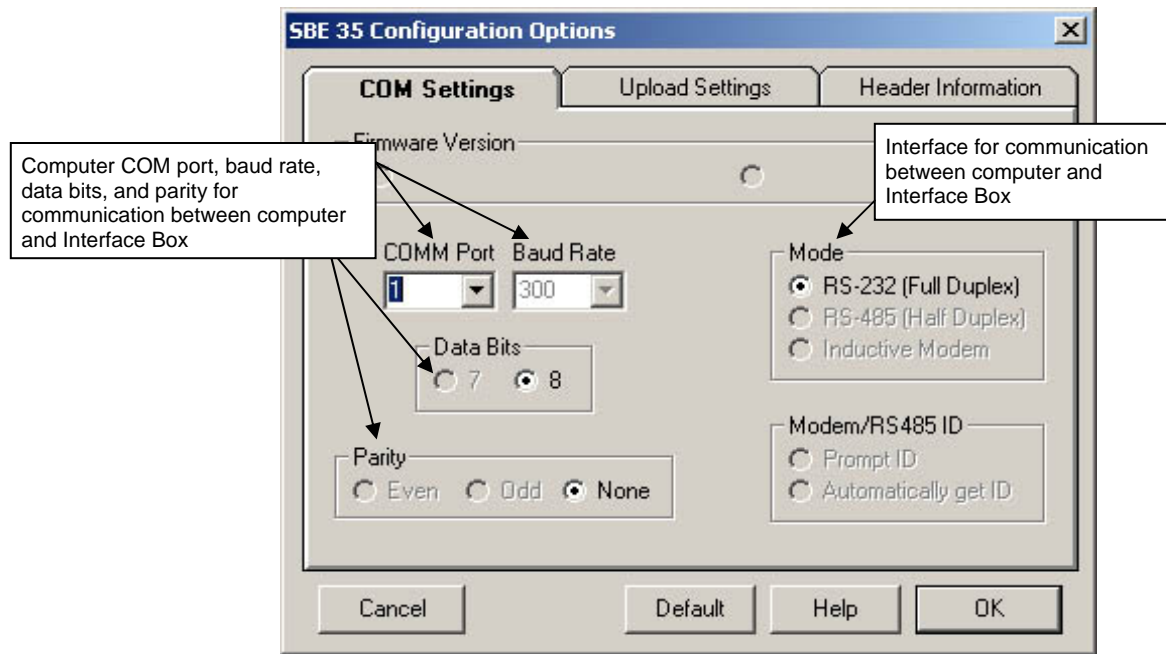 SBE 35 Configuration Options
COM Settings
Upload Settings
Header Information
Firmware Version
Computer COM port, baud rate,
data bits, and parity for
communication between computer
and Interface Box
Interface for communication
between computer and
Interface Box
COMM Port
Baud Rate
1
300
Data Bits
7
8
Parity
Even
Odd
None
Mode
RS-232 (Full Duplex)
RS-485 (Half Duplex)
Inductive Modem
Modem/RS485 ID
Prompt ID
Automatically get ID
Cancel
Default
Help
OK